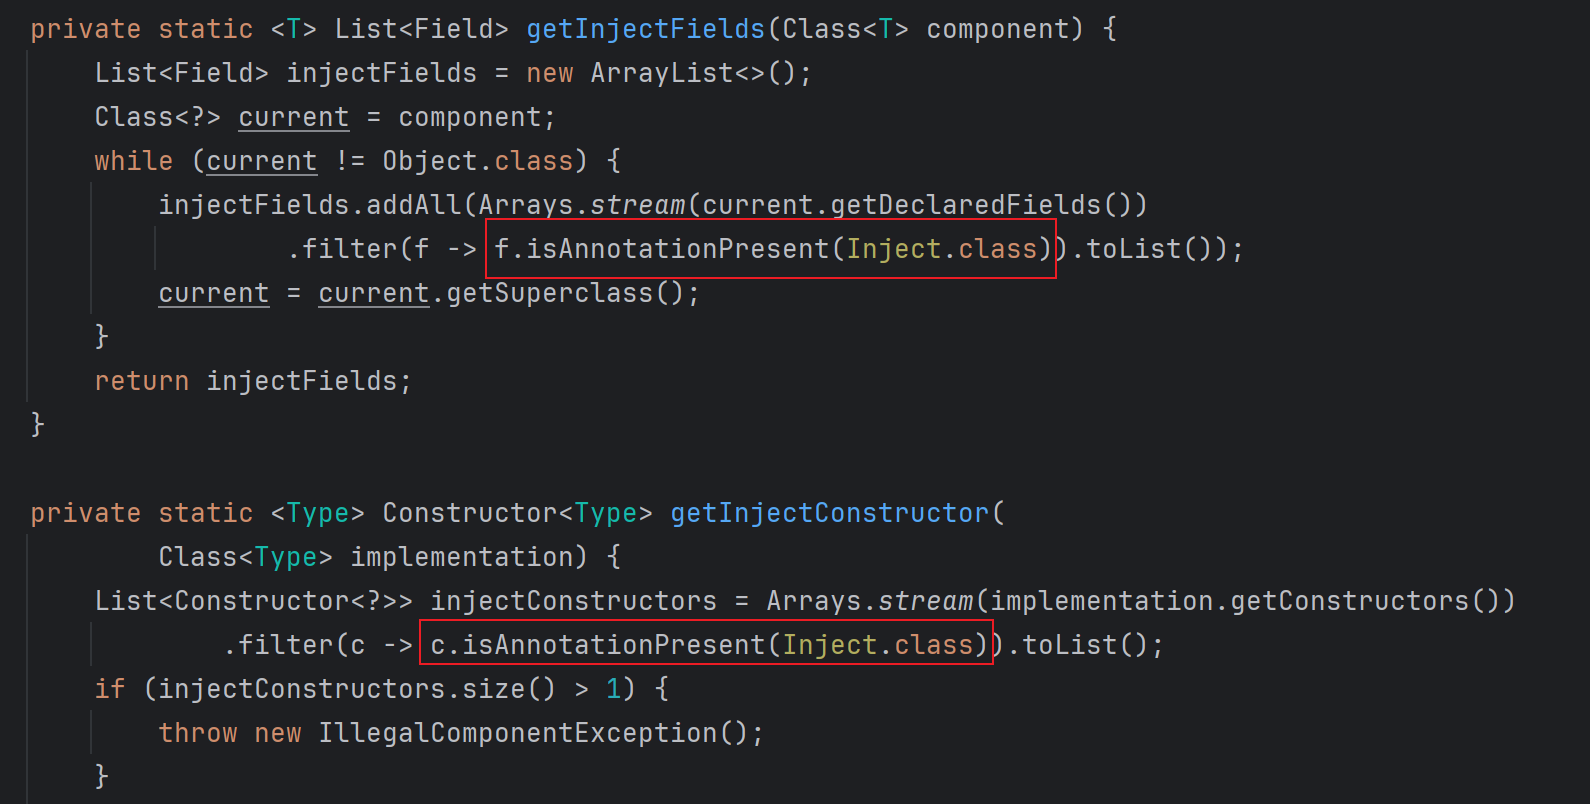 private static <T> List<Field> getInjectFields(Class<T> component) {
    List<Field> injectFields = new ArrayList<>();
    Class<?> current = component;
    while (current != Object.class) {
        injectFields.addAll(Arrays.stream(current.getDeclaredFields())
                .filter(f -> f.isAnnotationPresent(Inject.class)).toList());
        current = current.getSuperclass();
    }
    return injectFields;
}
private static <Type> Constructor<Type> getInjectConstructor(
        Class<Type> implementation) {
    List<Constructor<?>> injectConstructors = Arrays.stream(implementation.getConstructors())
            .filter(c -> c.isAnnotationPresent(Inject.class)).toList();
    if (injectConstructors.size() > 1) {
        throw new IllegalComponentException();
    }